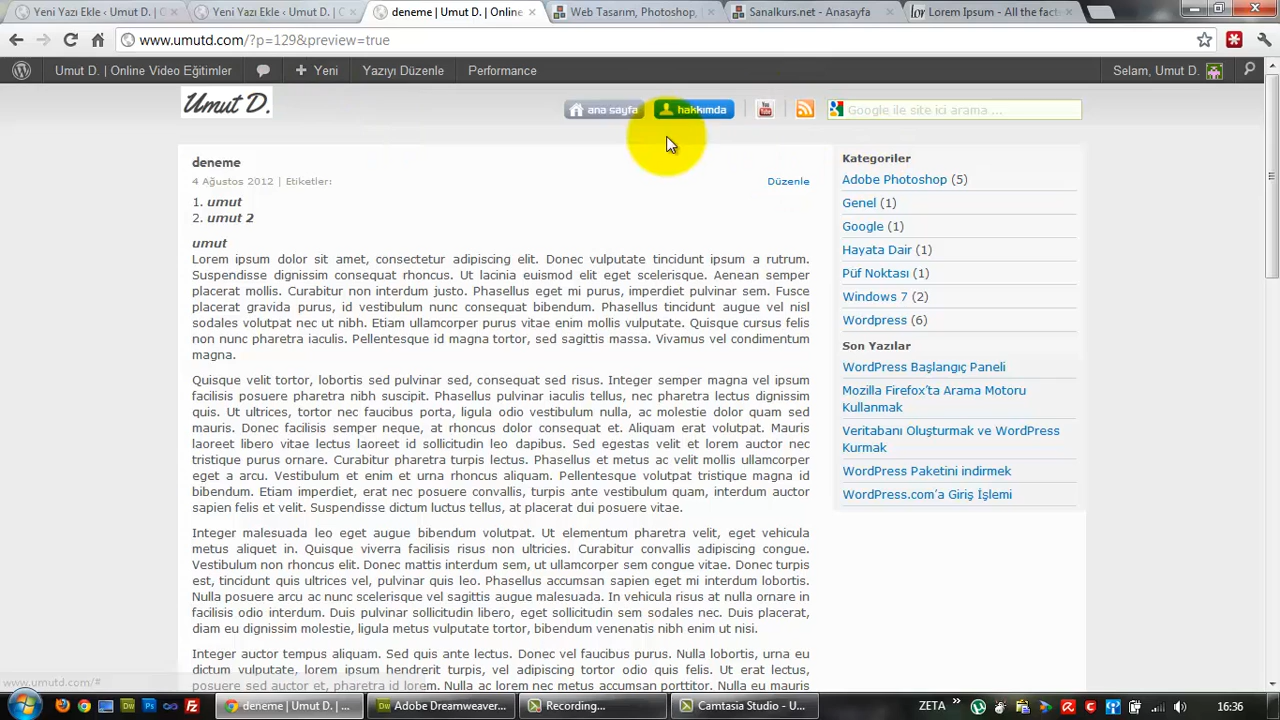 Yeni Yazı Ekle ‹ Umut D.
Yeni Yazı Ekle ‹ Umut D.
deneme | Umut D. | Online
Web Tasarım, Photoshop,
Sanalkurs.net - Anasayfa
Lorem Ipsum - All the fact
www.umutd.com/?p=129&preview=true
Umut D. | Online Video Eğitimler
Yeni
Yazıyı Düzenle
Performance
Selam, Umut D.
Umut D.
ana sayfa
hakkımda
Google ile site içi arama ...
deneme
4 Ağustos 2012 | Etiketler:
Düzenle
1. umut
2. umut 2
umut
Lorem ipsum dolor sit amet, consectetur adipiscing elit. Donec vulputate tincidunt ipsum a rutrum.
Suspendisse dignissim consequat rhoncus. Ut lacinia euismod elit eget scelerisque. Aenean semper
placerat mollis. Curabitur non interdum justo. Phasellus eget mi purus, imperdiet pulvinar sem. Fusce
placerat gravida purus, id vestibulum nunc consequat bibendum. Phasellus tincidunt augue vel nisl
sodales volutpat nec ut nibh. Etiam ullamcorper purus vitae enim mollis vulputate. Quisque cursus felis
non nunc pharetra iaculis. Pellentesque id magna tortor, sed sagittis massa. Vivamus vel condimentum
magna.
Quisque velit tortor, lobortis sed pulvinar sed, consequat sed risus. Integer semper magna vel ipsum
facilisis posuere pharetra nibh suscipit. Phasellus pulvinar iaculis tellus, nec pharetra lectus dignissim
quis. Ut ultrices, tortor nec faucibus porta, ligula odio vestibulum nulla, ac molestie dolor quam sed
mauris. Donec facilisis semper neque, at rhoncus dolor consequat et. Aliquam erat volutpat. Mauris
laoreet libero vitae lectus laoreet id sollicitudin leo dapibus. Sed egestas velit et lorem auctor nec
tristique purus ornare. Curabitur pharetra turpis lectus. Phasellus et metus ac velit mollis ullamcorper
eget a arcu. Vestibulum et enim et urna rhoncus aliquam. Pellentesque volutpat tristique magna id
bibendum. Etiam imperdiet, erat nec posuere convallis, turpis ante vestibulum quam, interdum auctor
sapien felis et velit. Suspendisse dictum luctus tellus, at placerat dui posuere vitae.
Integer malesuada leo eget augue bibendum volutpat. Ut elementum pharetra velit, eget vehicula
metus aliquet in. Quisque viverra facilisis risus non ultricies. Curabitur convallis adipiscing congue.
Vestibulum non rhoncus elit. Donec mattis interdum sem, ut ullamcorper sem congue vitae. Donec turpis
est, tincidunt quis ultrices vel, pulvinar quis leo. Phasellus accumsan sapien eget mi interdum lobortis.
Nulla posuere arcu ac nunc scelerisque vel sagittis augue malesuada. In vehicula risus at nulla ornare in
facilisis odio interdum. Duis pulvinar sollicitudin libero, eget sollicitudin sem sodales nec. Duis placerat,
diam eu dignissim molestie, ligula metus vulputate tortor, bibendum venenatis nibh enim ut nisi.
Integer auctor tempus aliquam. Sed quis ante lectus. Donec vel faucibus purus. Nulla lobortis, urna eu
dictum vulputate, lorem ipsum hendrerit turpis, vel adipiscing tortor odio quis felis. Ut erat lectus,
posuere sed auctor et, pharetra id lorem. Aliquam ac lorem nec metus accumsan porttitor. Nulla ac mauris
Kategoriler
Adobe Photoshop (5)
Genel (1)
Google (1)
Hayata Dair (1)
Püf Noktası (1)
Windows 7 (2)
Wordpress (6)
Son Yazılar
WordPress Başlangıç Paneli
Mozilla Firefox'ta Arama Motoru
Kullanmak
Veritabanı Oluşturmak ve WordPress
Kurmak
WordPress Paketini indirmek
WordPress.com'a Giriş İşlemi
www.umutd.com/#
deneme | Umut D. | ...
Adobe Dreamweaver...
Recording...
Camtasia Studio - U...
ZETA
16:36